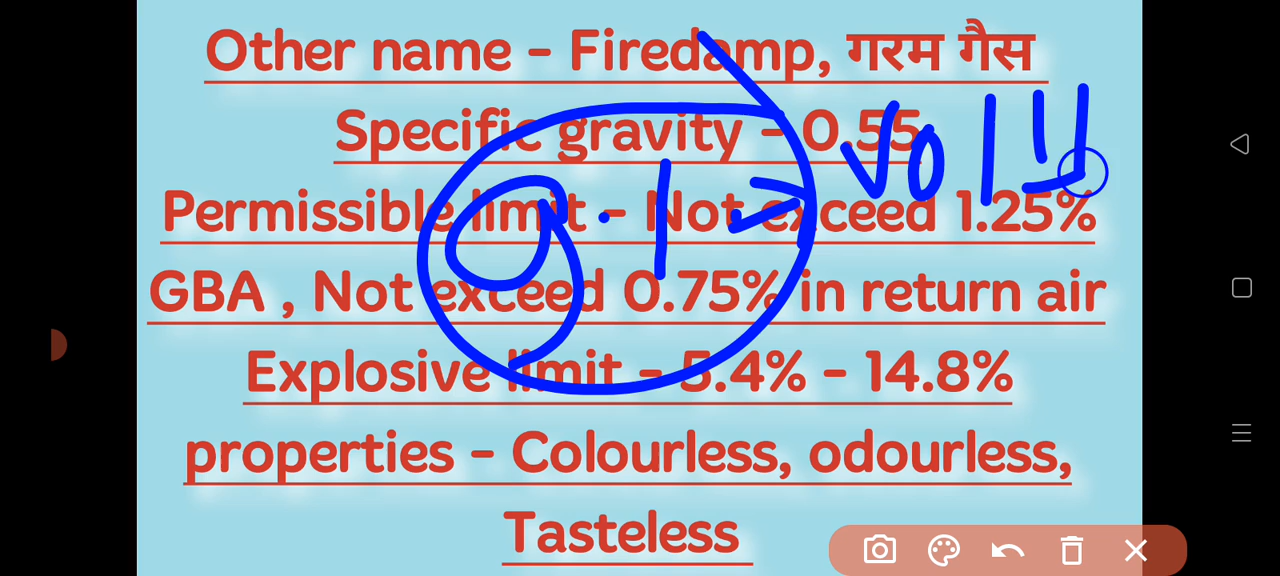 Other name - Firedamp, गरम गैस
Specific gravity - 0.55
Permissible limit - Not exceed 1.25%
GBA , Not exceed 0.75% in return air
Explosive limit - 5.4% - 14.8%
properties - Colourless, odourless,
Tasteless